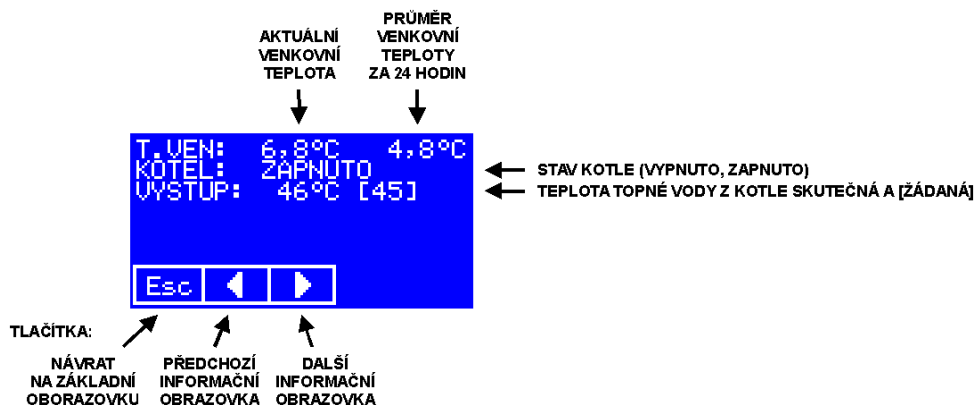 AKTUÁLNÍ
VENKOVNÍ
TEPLOTA
PRŮMĚR
VENKOVNÍ
TEPLOTY
ZA 24 HODIN
T.VEN: 6,8°C 4,8°C
KOTEL: ZAPNUTO
VÝSTUP: 46°C [45]
STAV KOTLE (VYPNUTO, ZAPNUTO)
TEPLOTA TOPNÉ VODY Z KOTLE SKUTEČNÁ A [ŽÁDANÁ]
Esc
TLAČÍTKA:
NÁVRAT
NA ZÁKLADNÍ
OBORAZOVKU
PŘEDCHOZÍ
INFORMAČNÍ
OBRAZOVKA
DALŠÍ
INFORMAČNÍ
OBRAZOVKA